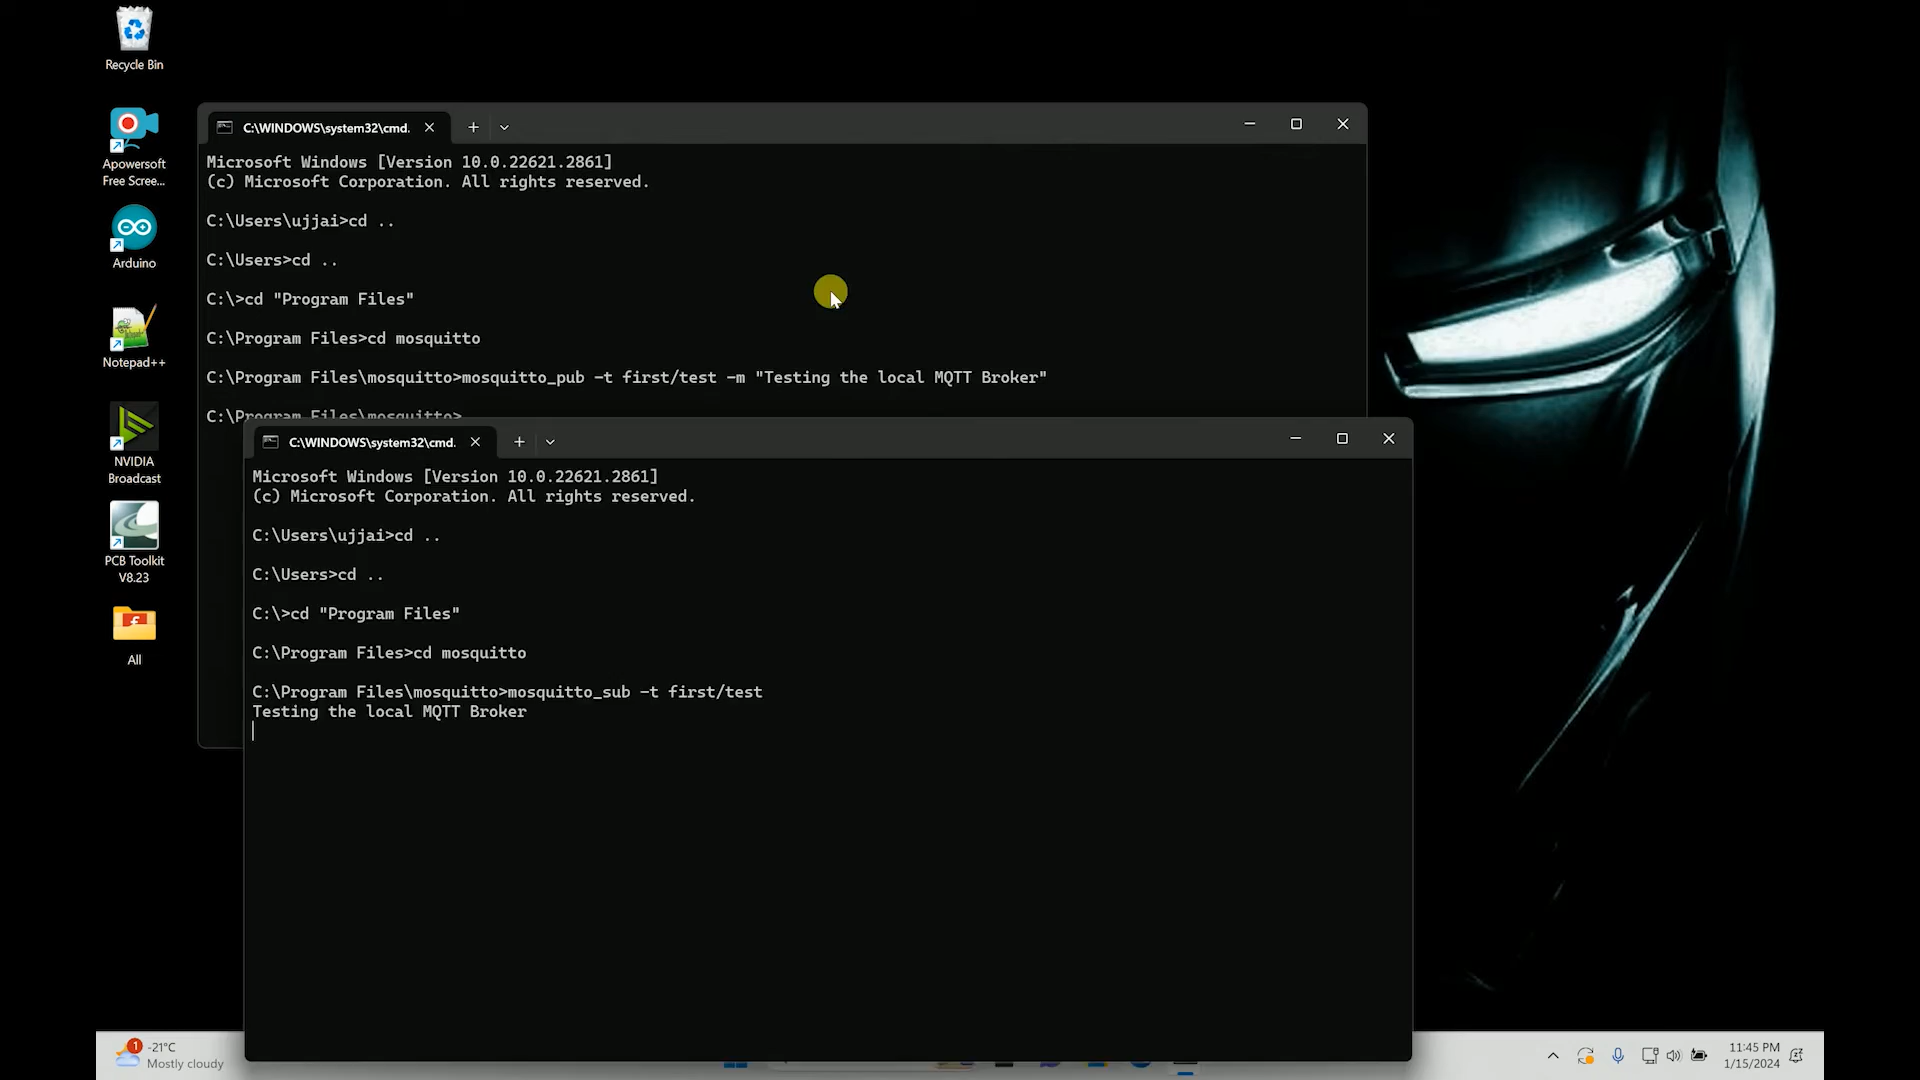 Recycle Bin
Apowersoft
Free Scree...
Arduino
Notepad++
NVIDIA
Broadcast
PCB Toolkit
V8.23
All
C:\WINDOWS\system32\cmd.
Microsoft Windows [Version 10.0.22621.2861]
(c) Microsoft Corporation. All rights reserved.
C:\Users\ujjai>cd ..
C:\Users>cd ..
C:\>cd "Program Files"
C:\Program Files>cd mosquitto
C:\Program Files\mosquitto>mosquitto_pub -t first/test -m "Testing the local MQTT Broker"
C:\Program Files\mosquitto>
C:\WINDOWS\system32\cmd.
Microsoft Windows [Version 10.0.22621.2861]
(c) Microsoft Corporation. All rights reserved.
C:\Users\ujjai>cd ..
C:\Users>cd ..
C:\>cd "Program Files"
C:\Program Files>cd mosquitto
C:\Program Files\mosquitto>mosquitto_sub -t first/test
Testing the local MQTT Broker
1
-21°C
Mostly cloudy
11:45 PM
1/15/2024